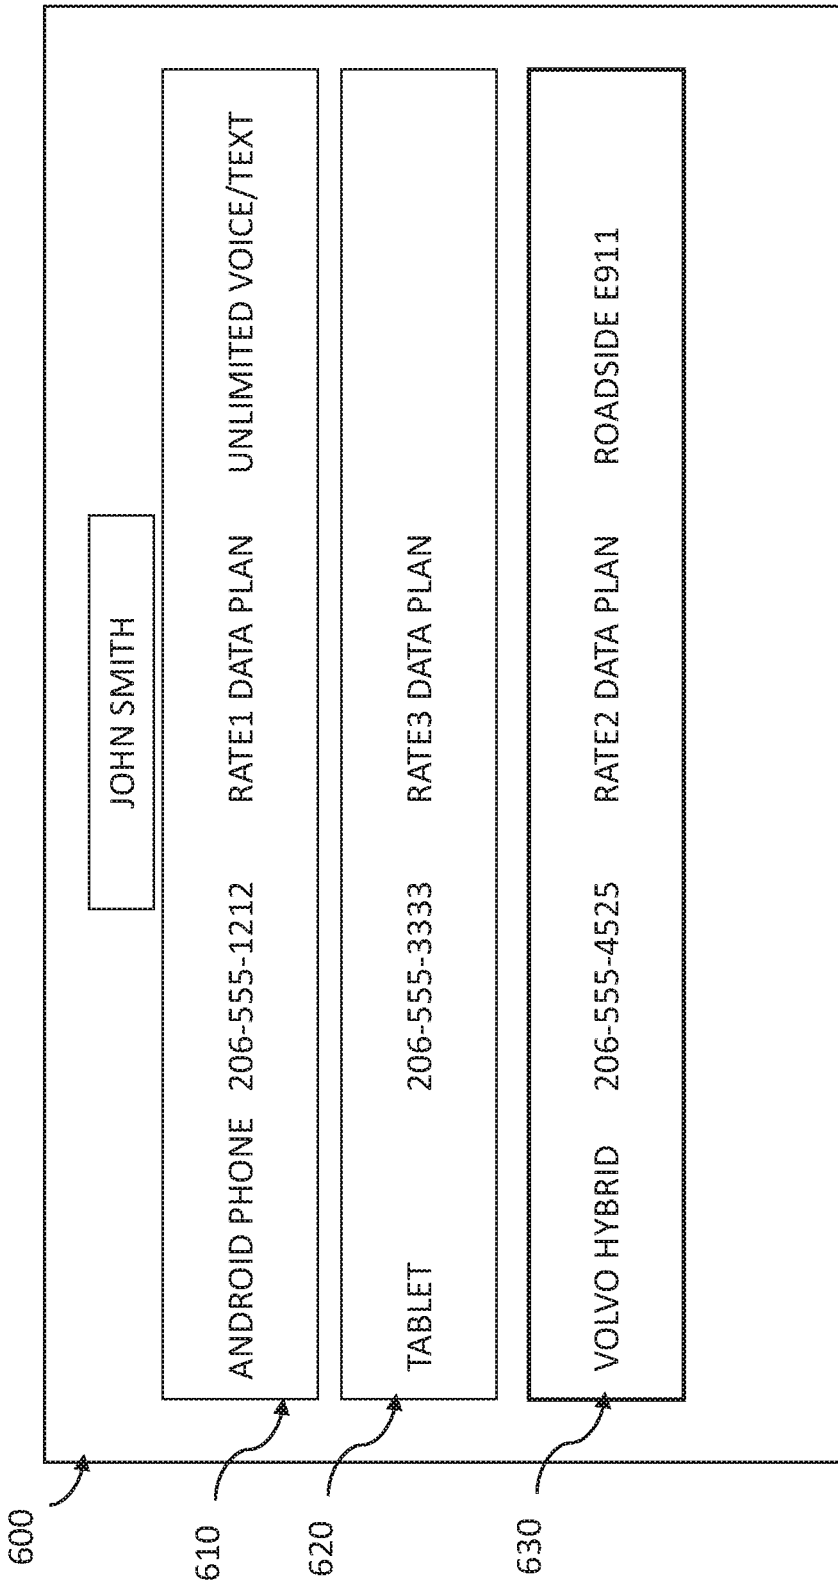 600
JOHN SMITH
610
ANDROID PHONE 206-555-1212 RATE1 DATA PLAN UNLIMITED VOICE/TEXT
620
TABLET 206-555-3333 RATE3 DATA PLAN
630
VOLVO HYBRID 206-555-4525 RATE2 DATA PLAN ROADSIDE E911